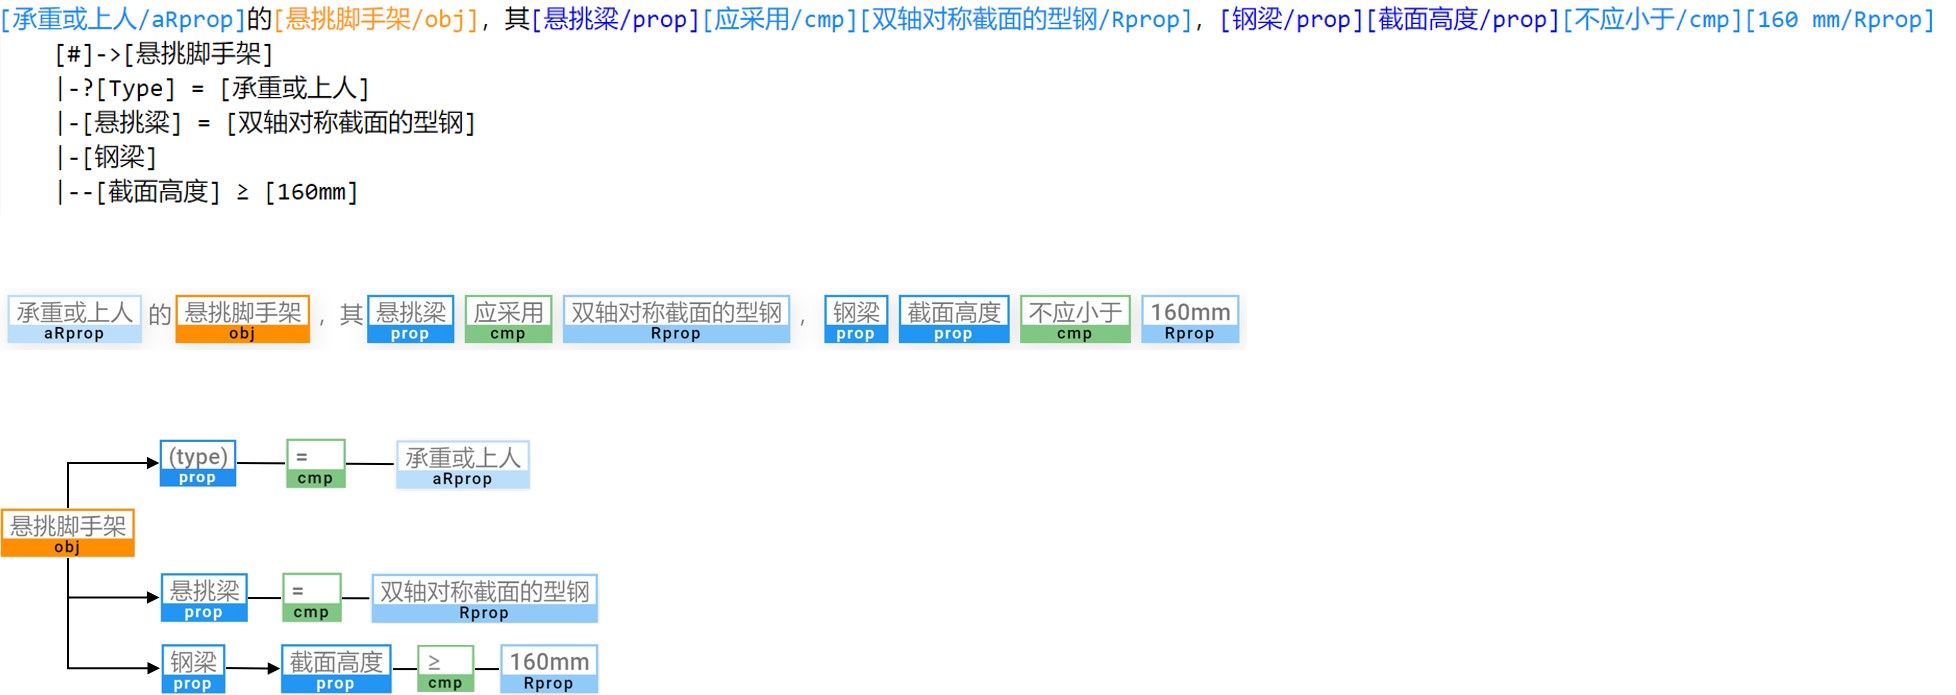 [承重或上人/aRprop]的[悬挑脚手架/obj]，其[悬挑梁/prop][应采用/cmp][双轴对称截面的型钢/Rprop]，[钢梁/prop][截面高度/prop][不应小于/cmp][160 mm/Rprop]
[#]->[悬挑脚手架]
|-?[Type] = [承重或上人]
|-[悬挑梁] = [双轴对称截面的型钢]
|-[钢梁]
|--[截面高度] ≥ [160mm]
承重或上人 的 悬挑脚手架 ，其 悬挑梁 应采用 双轴对称截面的型钢 ， 钢梁 截面高度 不应小于 160mm
aRprop obj prop cmp Rprop prop prop cmp Rprop
(type) = 承重或上人
prop cmp aRprop
悬挑脚手架
obj
悬挑梁 = 双轴对称截面的型钢
prop cmp Rprop
钢梁 截面高度 ≥ 160mm
prop prop cmp Rprop